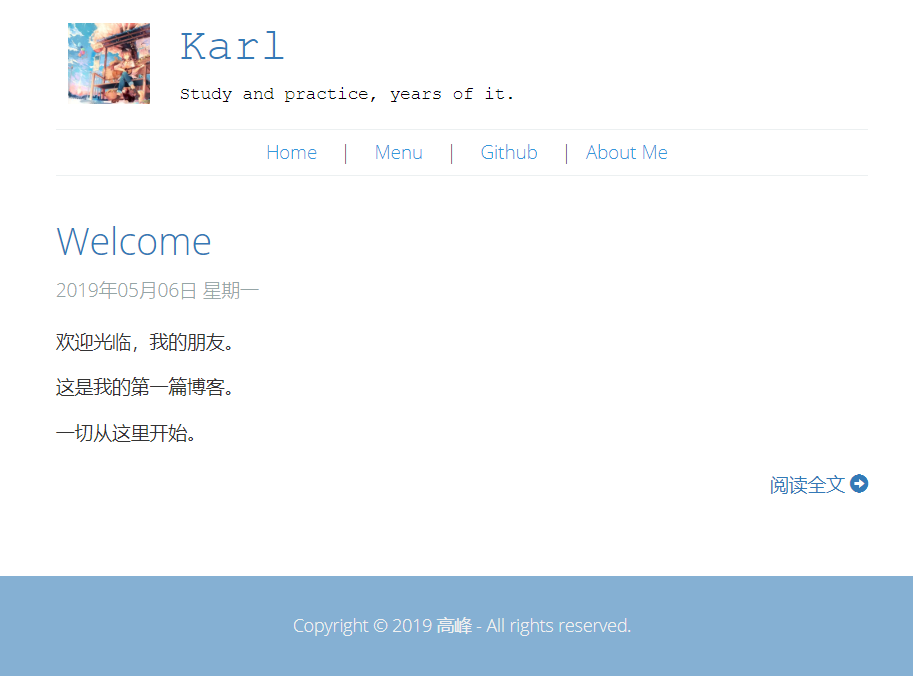 Karl
Study and practice, years of it.
Home | Menu | Github | About Me
Welcome
2019年05月06日 星期一
欢迎光临，我的朋友。
这是我的第一篇博客。
一切从这里开始。
阅读全文
Copyright © 2019 高峰 - All rights reserved.